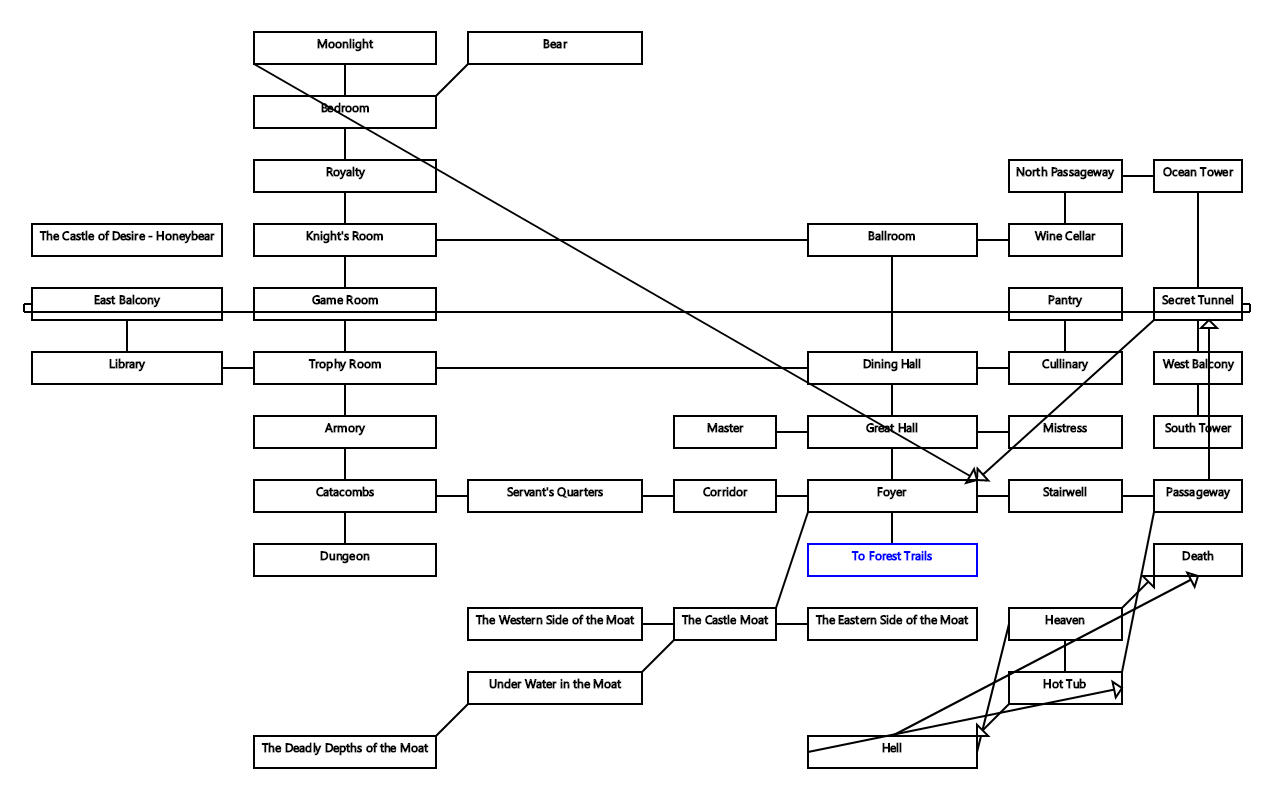 Moonlight
Bear
Bedroom
Royalty
North Passageway
Ocean Tower
The Castle of Desire - Honeybear
Knight's Room
Ballroom
Wine Cellar
East Balcony
Game Room
Pantry
Secret Tunnel
Library
Trophy Room
Dining Hall
Cullinary
West Balcony
Armory
Master
Great Hall
Mistress
South Tower
Catacombs
Servant's Quarters
Corridor
Foyer
Stairwell
Passageway
Dungeon
To Forest Trails
Death
The Western Side of the Moat
The Castle Moat
The Eastern Side of the Moat
Heaven
Under Water in the Moat
Hot Tub
The Deadly Depths of the Moat
Hell